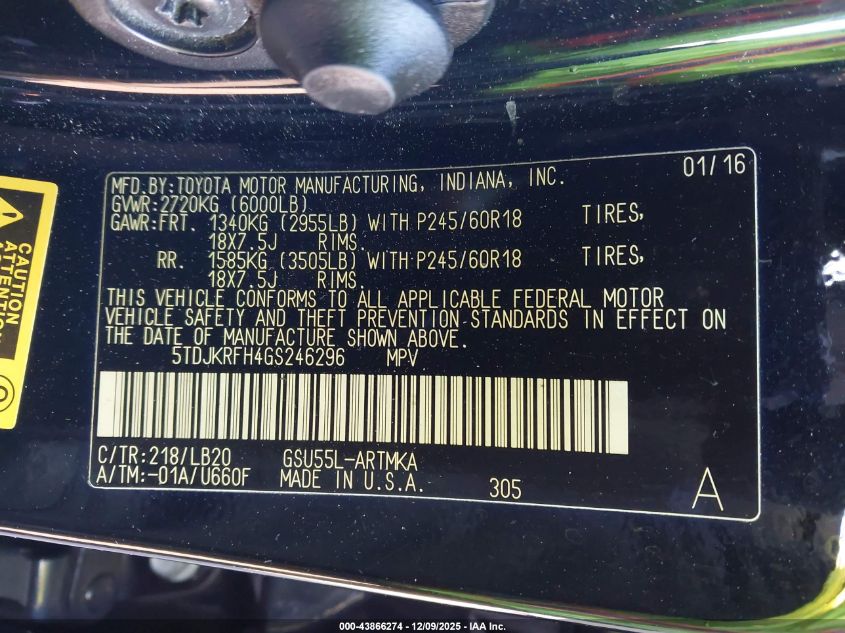 01/16
MFD.BY:TOYOTA MOTOR MANUFACTURING, INDIANA, INC.
GVWR:2720KG (6000LB)
GAWR:FRT. 1340KG (2955LB) WITH P245/60R18 TIRES,
18X7.5J RIMS.
RR. 1585KG (3505LB) WITH P245/60R18 TIRES,
18X7.5J RIMS.
THIS VEHICLE CONFORMS TO ALL APPLICABLE FEDERAL MOTOR
VEHICLE SAFETY AND THEFT PREVENTION STANDARDS IN EFFECT ON
THE DATE OF MANUFACTURE SHOWN ABOVE.
5TDJKRFH4GS246296 MPV
C/TR:218/LB20 GSU55L-ARTMKA
A/TM:-01A/U660F MADE IN U.S.A. 305 A
CAUTION
ATTENTION
000-43866274 - 12/09/2025 - IAA Inc.